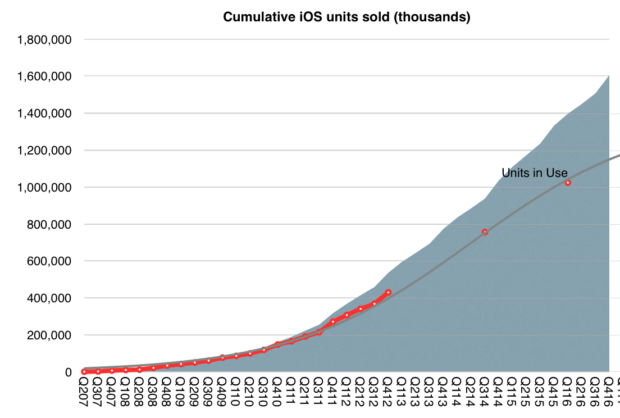 Cumulative iOS units sold (thousands)
1,800,000
1,600,000
1,400,000
1,200,000
1,000,000
800,000
600,000
400,000
200,000
0
Units in Use
Q207
Q307
Q407
Q108
Q208
Q308
Q408
Q109
Q209
Q309
Q409
Q110
Q210
Q310
Q410
Q111
Q211
Q311
Q411
Q112
Q212
Q312
Q412
Q113
Q213
Q313
Q413
Q114
Q214
Q314
Q414
Q115
Q215
Q315
Q415
Q116
Q216
Q316
Q416